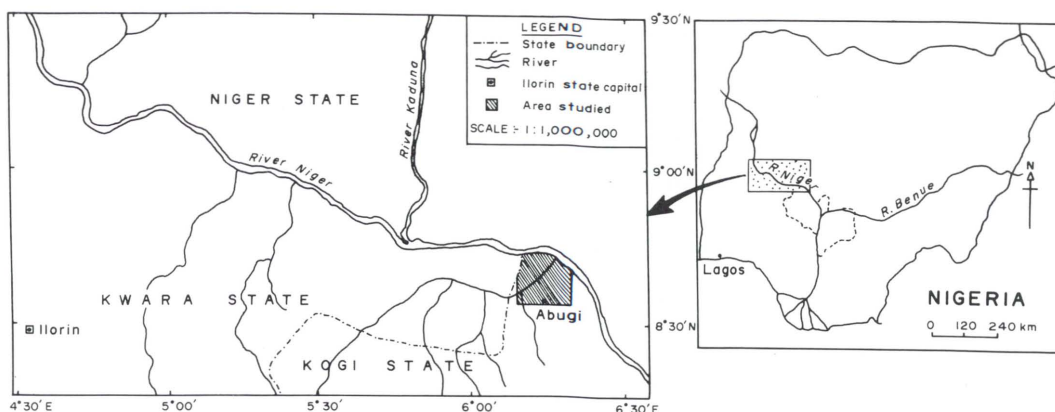 LEGEND
State boundary
River
Ilorin state capital
Area studied
SCALE :- 1:1,000,000
NIGER STATE
River Kaduna
River Niger
KWARA STATE
Ilorin
Abugi
KOGI STATE
4°30'E 5°00' 5°30' 6°00' 6°30'E
9°30'
9°00'N
8°30'
R. Niger
R. Benue
N
Lagos
NIGERIA
0 120 240 km